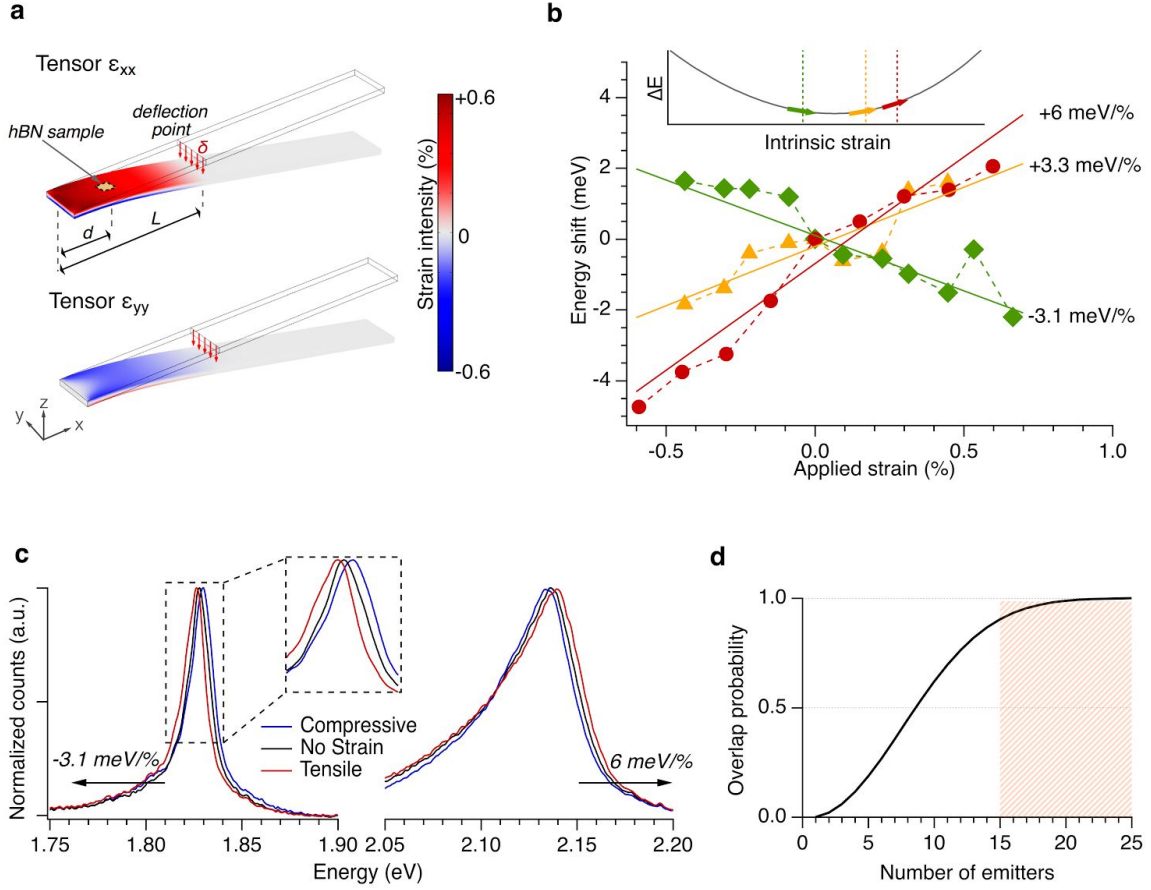 a
Tensor εxx
hBN sample
deflection
point
δ
d
L
Tensor εyy
z
y
x
+0.6
0
-0.6
Strain intensity (%)
b
4
2
0
-2
-4
Energy shift (meV)
ΔE
Intrinsic strain
+6 meV/%
+3.3 meV/%
-3.1 meV/%
-0.5
0.0
0.5
1.0
Applied strain (%)
c
Normalized counts (a.u.)
Compressive
No Strain
Tensile
-3.1 meV/%
6 meV/%
1.75
1.80
1.85
1.90
2.05
2.10
2.15
2.20
Energy (eV)
d
1.0
0.5
0.0
Overlap probability
0
5
10
15
20
25
Number of emitters